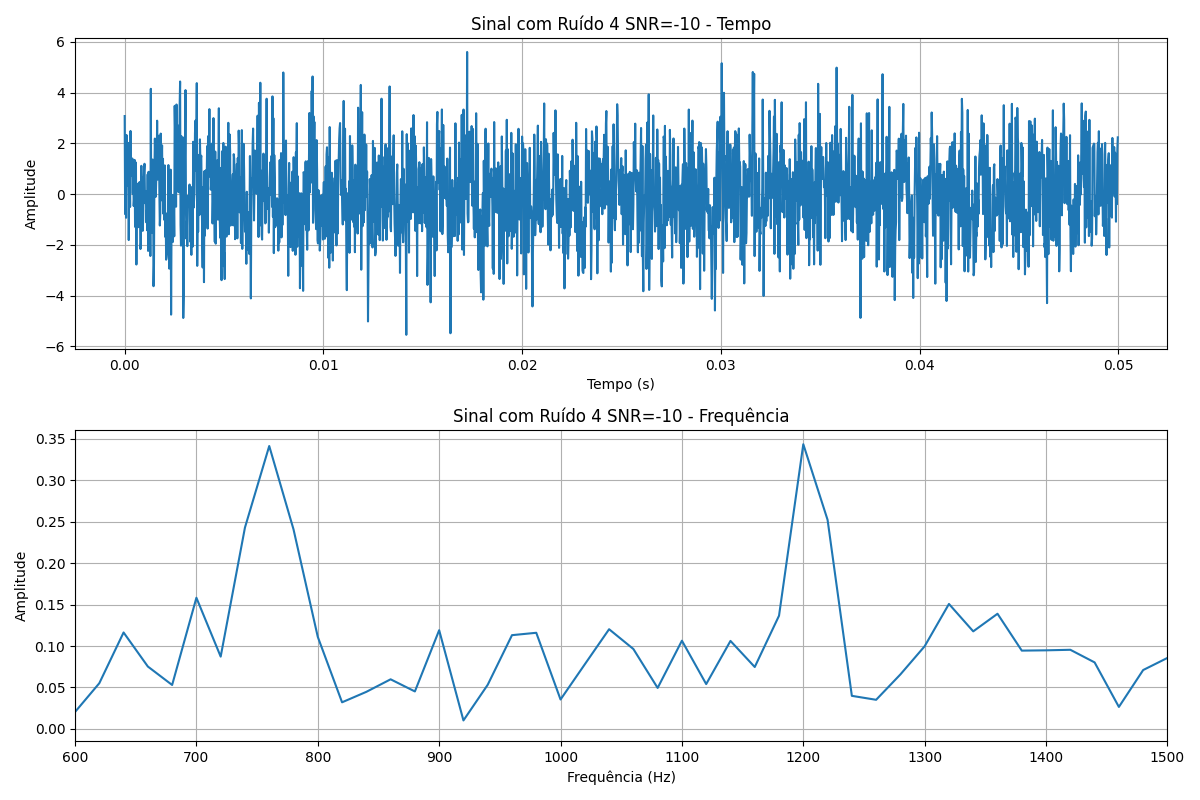 Sinal com Ruído 4 SNR=-10 - Tempo
6
4
2
0
−2
−4
−6
Amplitude
0.00 0.01 0.02 0.03 0.04 0.05
Tempo (s)
Sinal com Ruído 4 SNR=-10 - Frequência
0.35
0.30
0.25
0.20
0.15
0.10
0.05
0.00
Amplitude
600 700 800 900 1000 1100 1200 1300 1400 1500
Frequência (Hz)